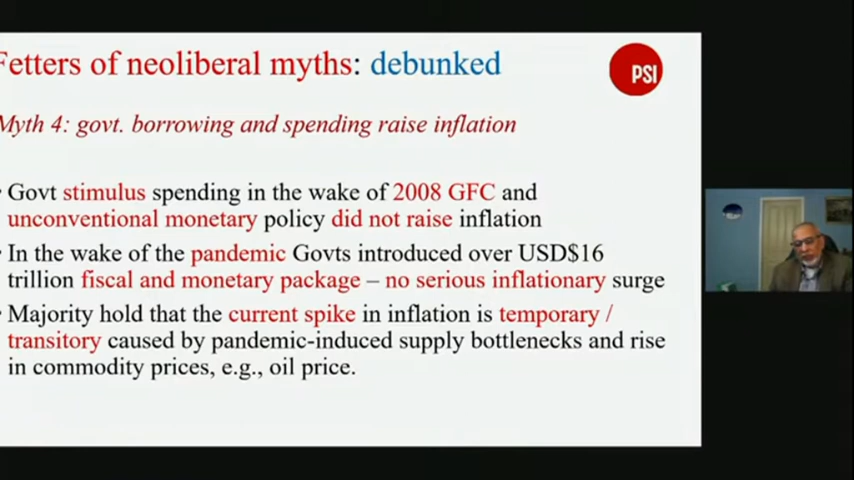 Fetters of neoliberal myths: debunked
PSI
Myth 4: govt. borrowing and spending raise inflation
Govt stimulus spending in the wake of 2008 GFC and
unconventional monetary policy did not raise inflation
In the wake of the pandemic Govts introduced over USD$16
trillion fiscal and monetary package – no serious inflationary surge
Majority hold that the current spike in inflation is temporary /
transitory caused by pandemic-induced supply bottlenecks and rise
in commodity prices, e.g., oil price.